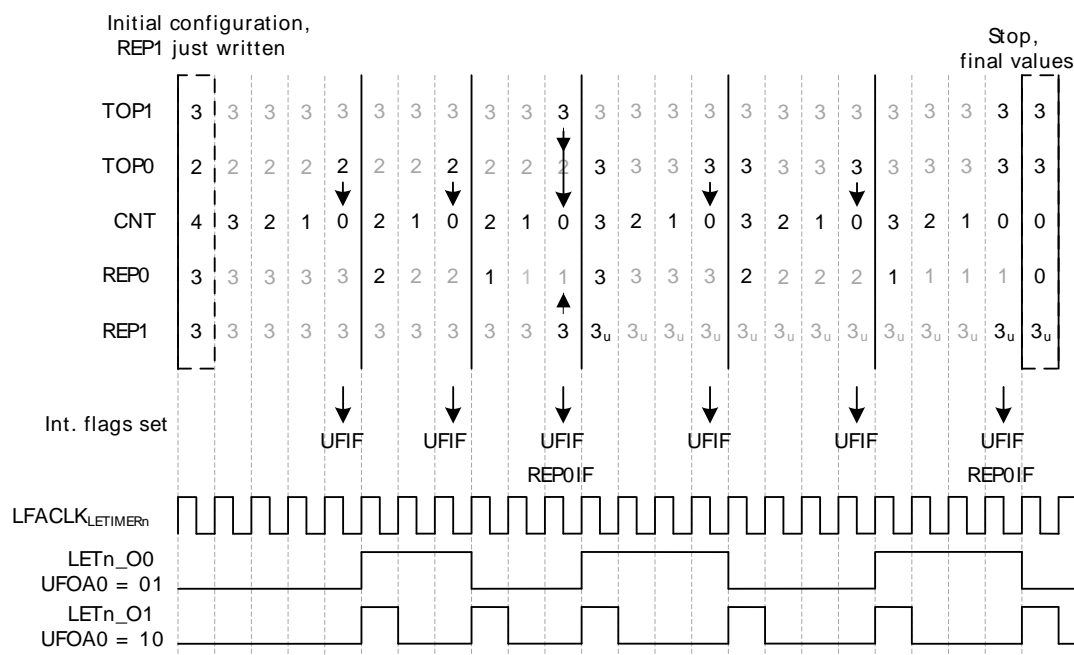 Initial configuration,
REP1 just written
Stop,
final values
TOP1 3 3 3 3 3 3 3 3 3 3 3 3 3 3 3 3 3 3 3 3 3 3 3 3
TOP0 2 2 2 2 2 2 2 2 2 2 2 3 3 3 3 3 3 3 3 3 3 3 3 3
CNT 4 3 2 1 0 2 1 0 2 1 0 3 2 1 0 3 2 1 0 3 2 1 0 0
REP0 3 3 3 3 3 2 2 2 1 1 1 3 3 3 3 2 2 2 2 1 1 1 1 0
REP1 3 3 3 3 3 3 3 3 3 3 3 3u 3u 3u 3u 3u 3u 3u 3u 3u 3u 3u 3u 3u
Int. flags set
UFIF UFIF UFIF UFIF UFIF UFIF
REP0IF REP0IF
LFACLKLETIMERn
LETn_O0
UFOA0 = 01
LETn_O1
UFOA0 = 10